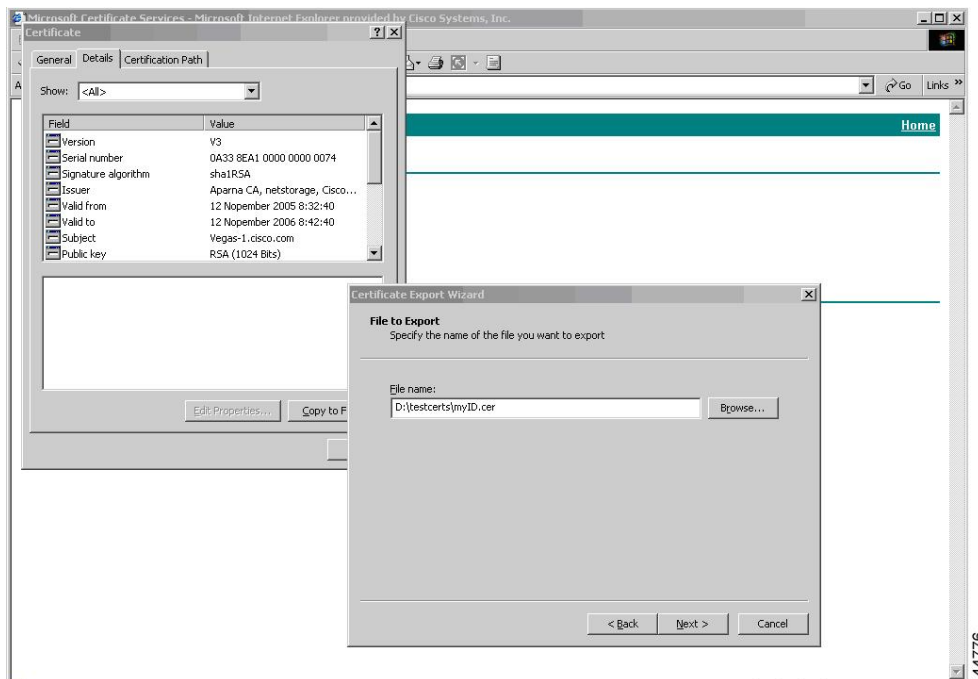 Microsoft Certificate Services - Microsoft Internet Explorer provided by Cisco Systems, Inc.
Certificate
General Details Certification Path
Show: <All>
Field Value
Version V3
Serial number 0A33 8EA1 0000 0000 0074
Signature algorithm sha1RSA
Issuer Aparna CA, netstorage, Cisco...
Valid from 12 Nopember 2005 8:32:40
Valid to 12 Nopember 2006 8:42:40
Subject Vegas-1.cisco.com
Public key RSA (1024 Bits)
Edit Properties... Copy to F
Go Links »
Home
Certificate Export Wizard
File to Export
Specify the name of the file you want to export
File name:
D:\testcerts\myID.cer Browse...
< Back Next > Cancel